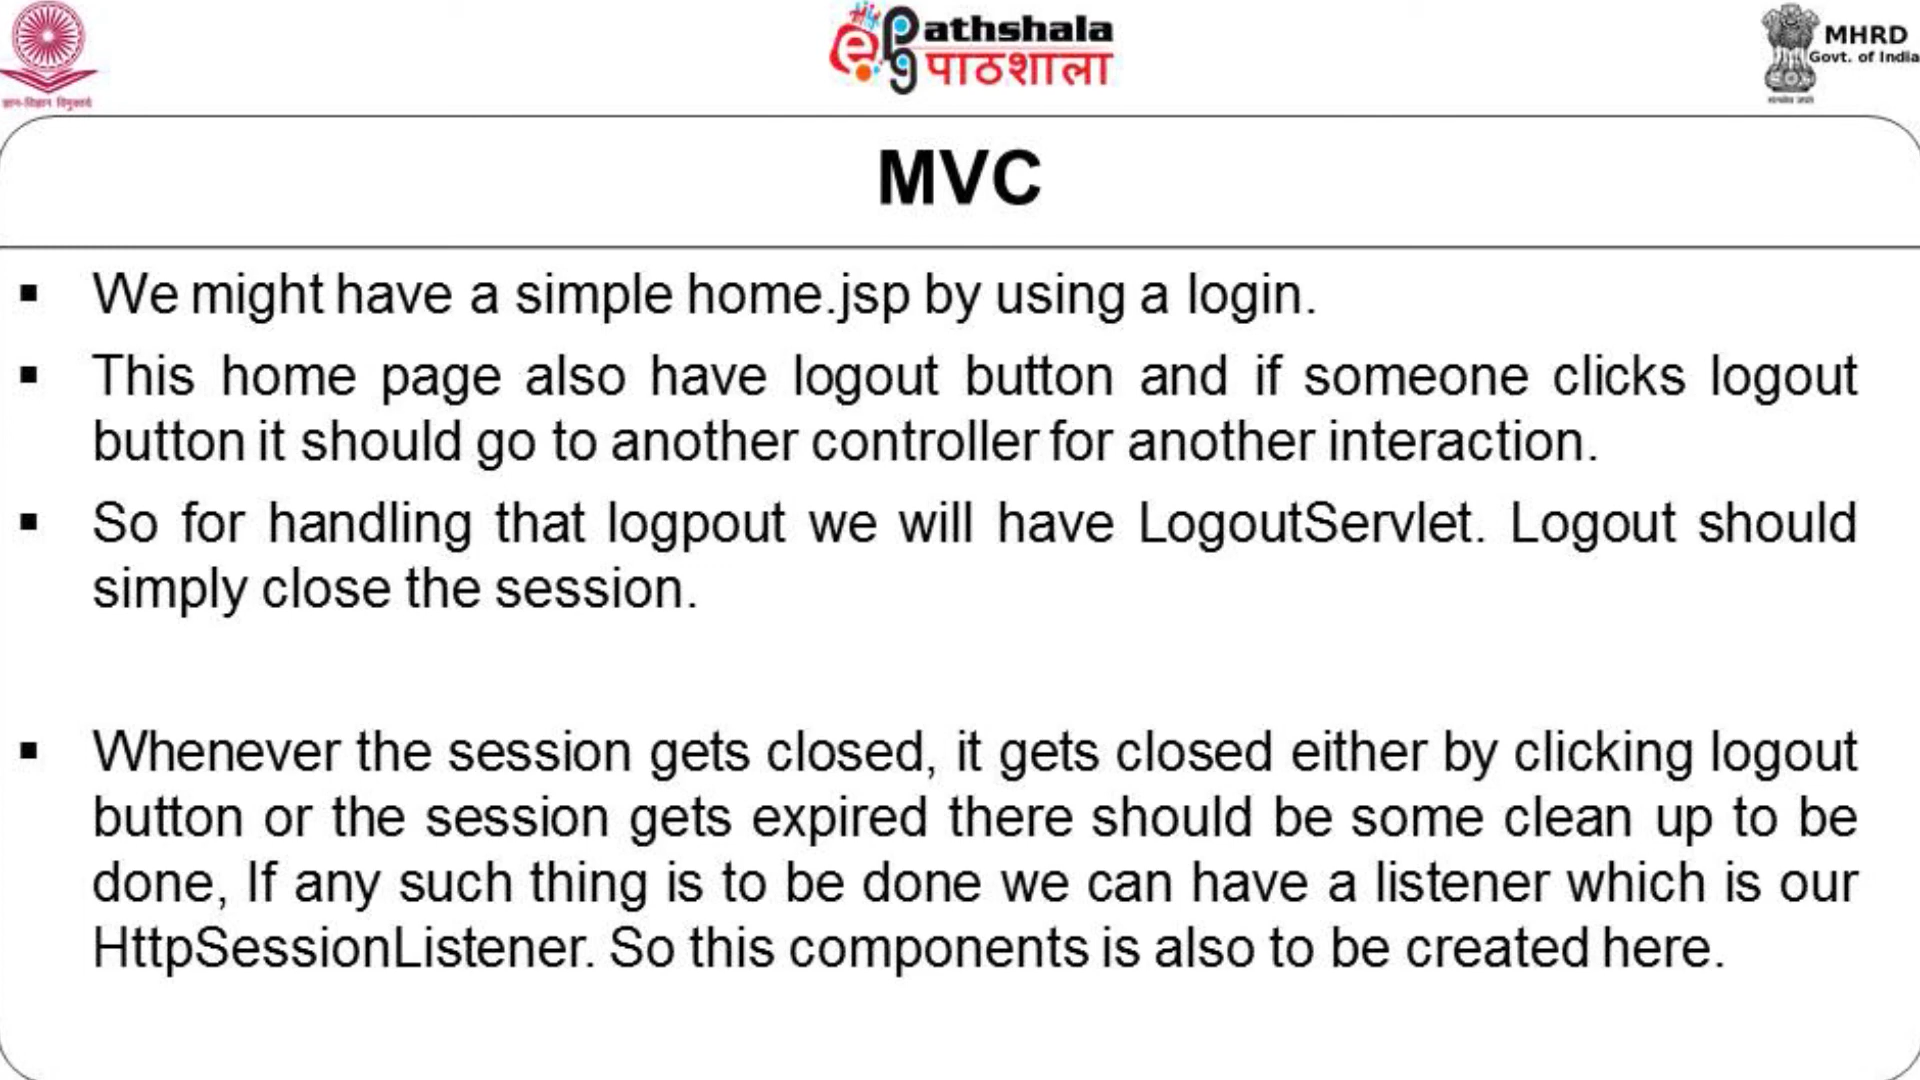 ज्ञान-विज्ञान विमुक्तये
athshala
पाठशाला
MHRD
Govt. of India
सत्यमेव जयते
MVC
▪ We might have a simple home.jsp by using a login.
▪ This home page also have logout button and if someone clicks logout
button it should go to another controller for another interaction.
▪ So for handling that logpout we will have LogoutServlet. Logout should
simply close the session.
▪ Whenever the session gets closed, it gets closed either by clicking logout
button or the session gets expired there should be some clean up to be
done, If any such thing is to be done we can have a listener which is our
HttpSessionListener. So this components is also to be created here.